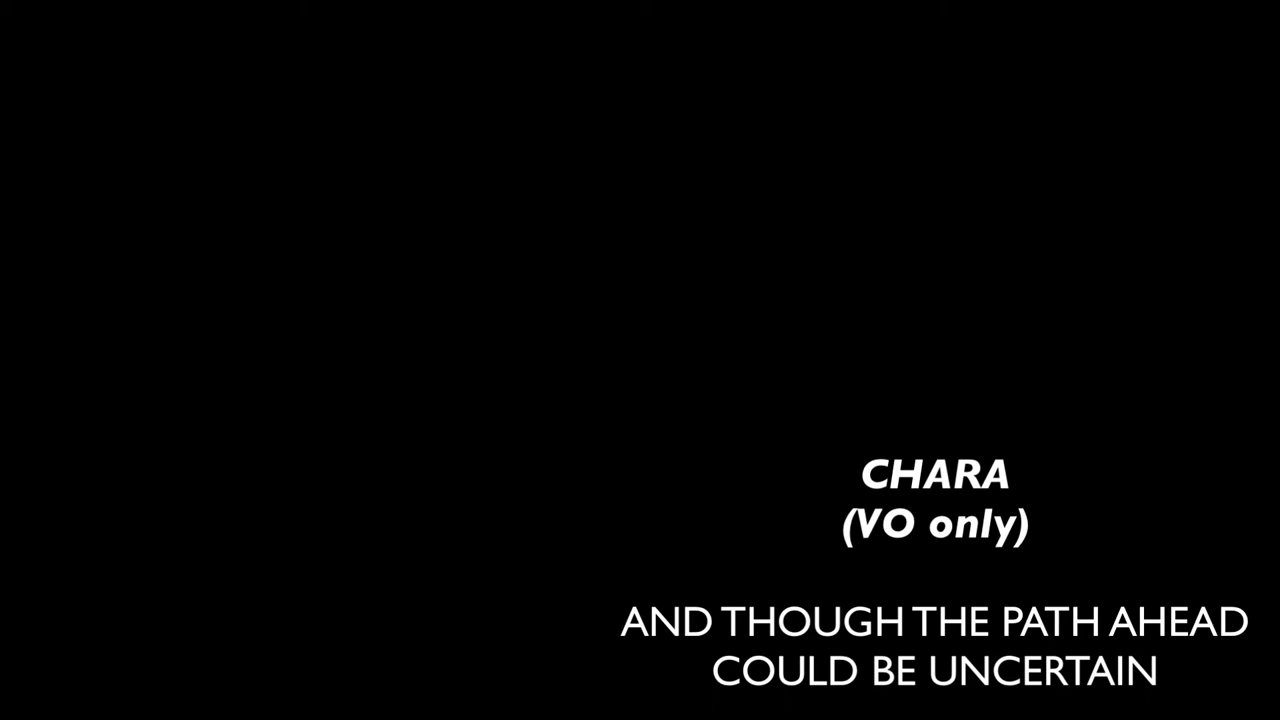 CHARA
(VO only)
AND THOUGH THE PATH AHEAD
COULD BE UNCERTAIN